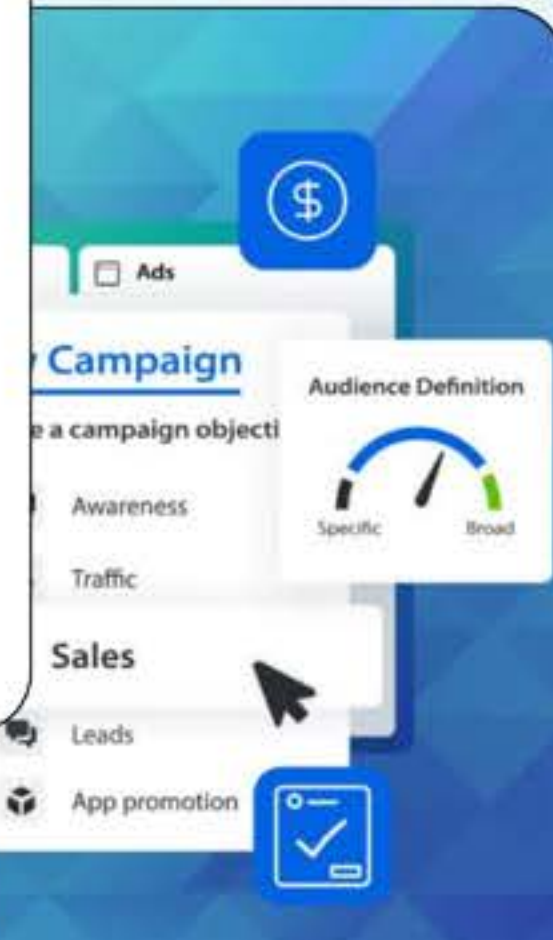 $
Ads
Campaign
Audience Definition
a campaign objecti
Specific
Broad
Awareness
Traffic
Sales
Leads
App promotion